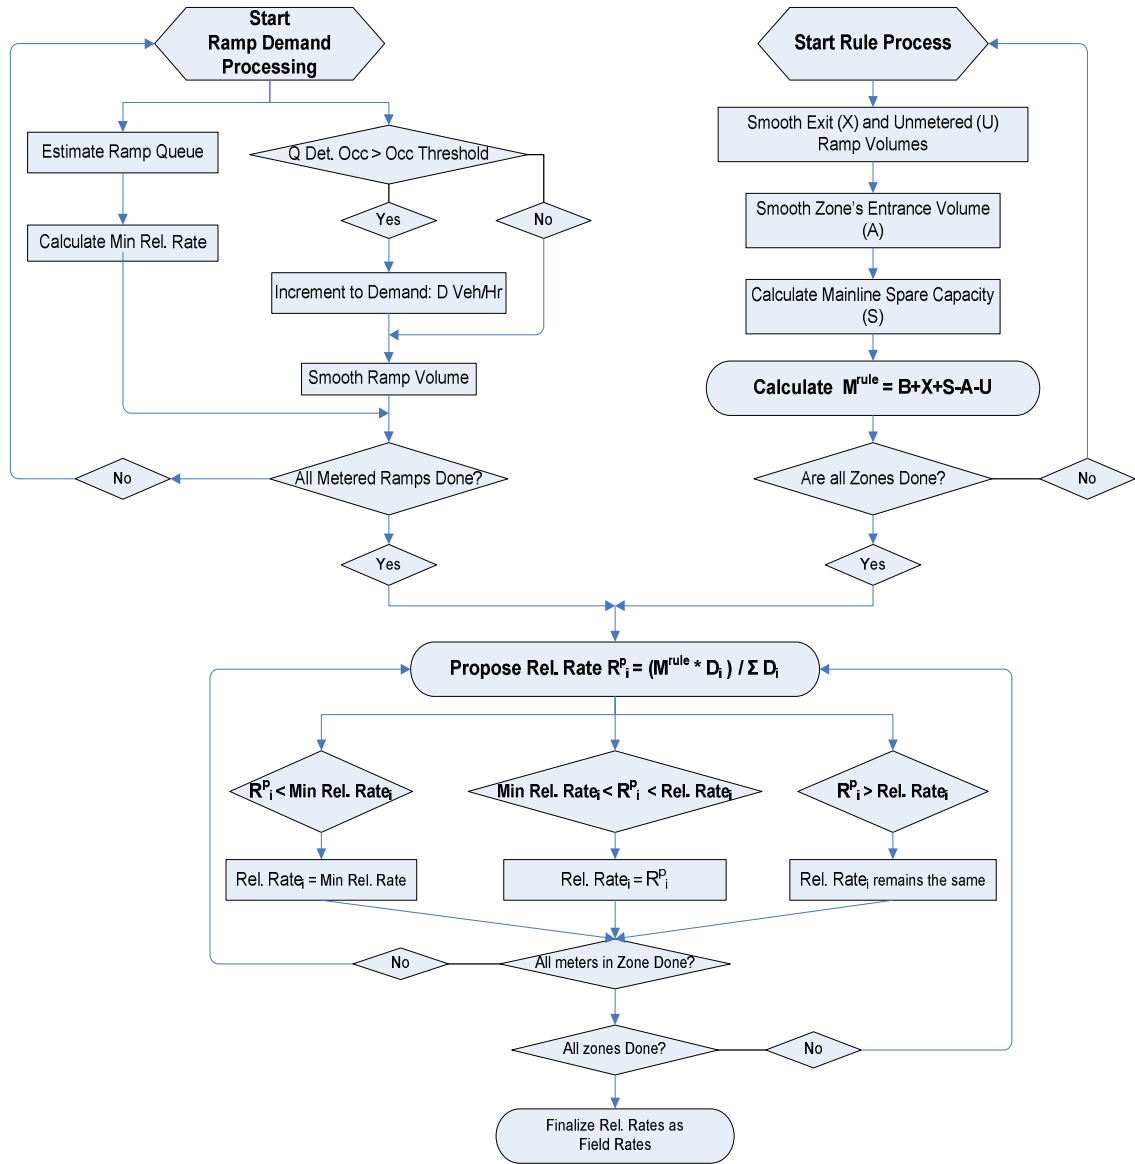 Start
Ramp Demand
Processing
Estimate Ramp Queue
Calculate Min Rel. Rate
Q Det. Occ > Occ Threshold
Yes
No
Increment to Demand: D Veh/Hr
Smooth Ramp Volume
All Metered Ramps Done?
No
Yes
Start Rule Process
Smooth Exit (X) and Unmetered (U)
Ramp Volumes
Smooth Zone's Entrance Volume
(A)
Calculate Mainline Spare Capacity
(S)
Calculate M^rule = B+X+S-A-U
Are all Zones Done?
No
Yes
Propose Rel. Rate R^p_i = (M^rule * D_i ) / Σ D_i
R^p_i < Min Rel. Rate_i
Min Rel. Rate_i < R^p_i < Rel. Rate_i
R^p_i > Rel. Rate_i
Rel. Rate_i = Min Rel. Rate
Rel. Rate_i = R^p_i
Rel. Rate_i remains the same
All meters in Zone Done?
No
All zones Done?
No
Finalize Rel. Rates as
Field Rates